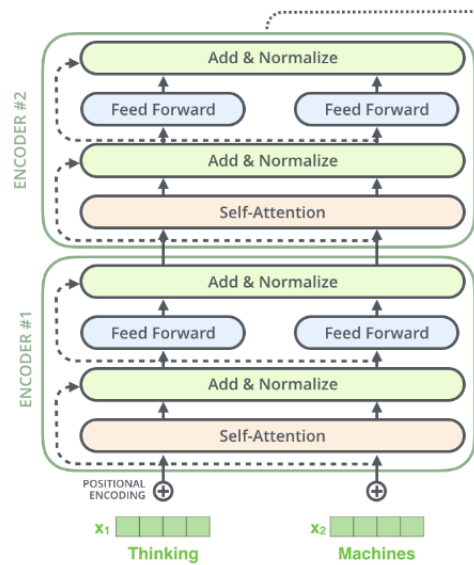 ENCODER #2
Add & Normalize
Feed Forward Feed Forward
Add & Normalize
Self-Attention
ENCODER #1
Add & Normalize
Feed Forward Feed Forward
Add & Normalize
Self-Attention
POSITIONAL
ENCODING
x1 x2
Thinking Machines